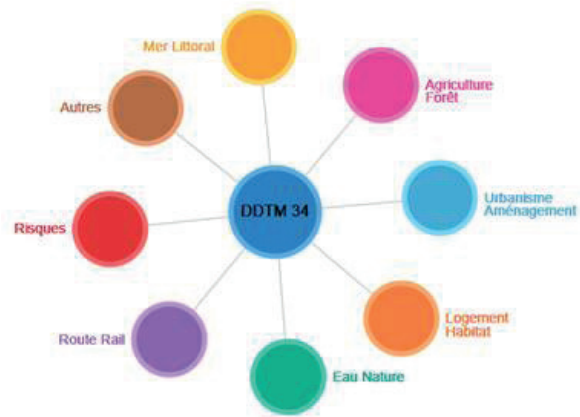 Mer Littoral
Agriculture
Forêt
Autres
DDTM 34
Urbanisme
Aménagement
Risques
Logement
Habitat
Route Rail
Eau Nature